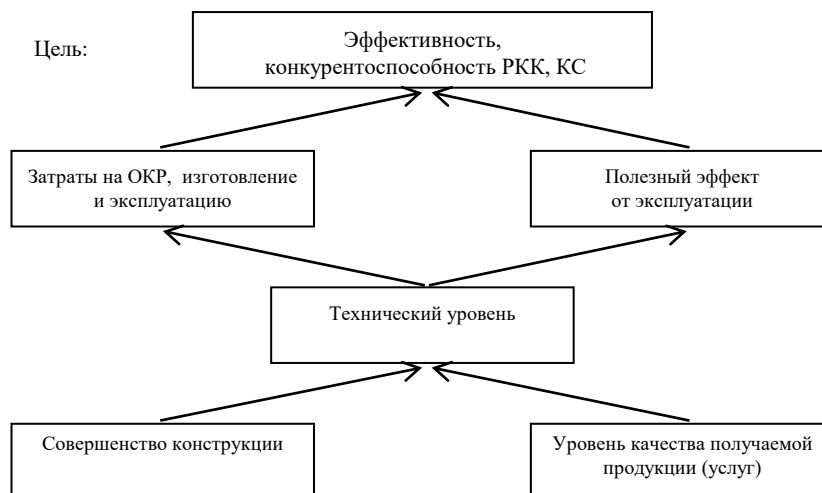 Цель:
Эффективность,
конкурентоспособность РКК, КС
Затраты на ОКР, изготовление
и эксплуатацию
Полезный эффект
от эксплуатации
Технический уровень
Совершенство конструкции
Уровень качества получаемой
продукции (услуг)